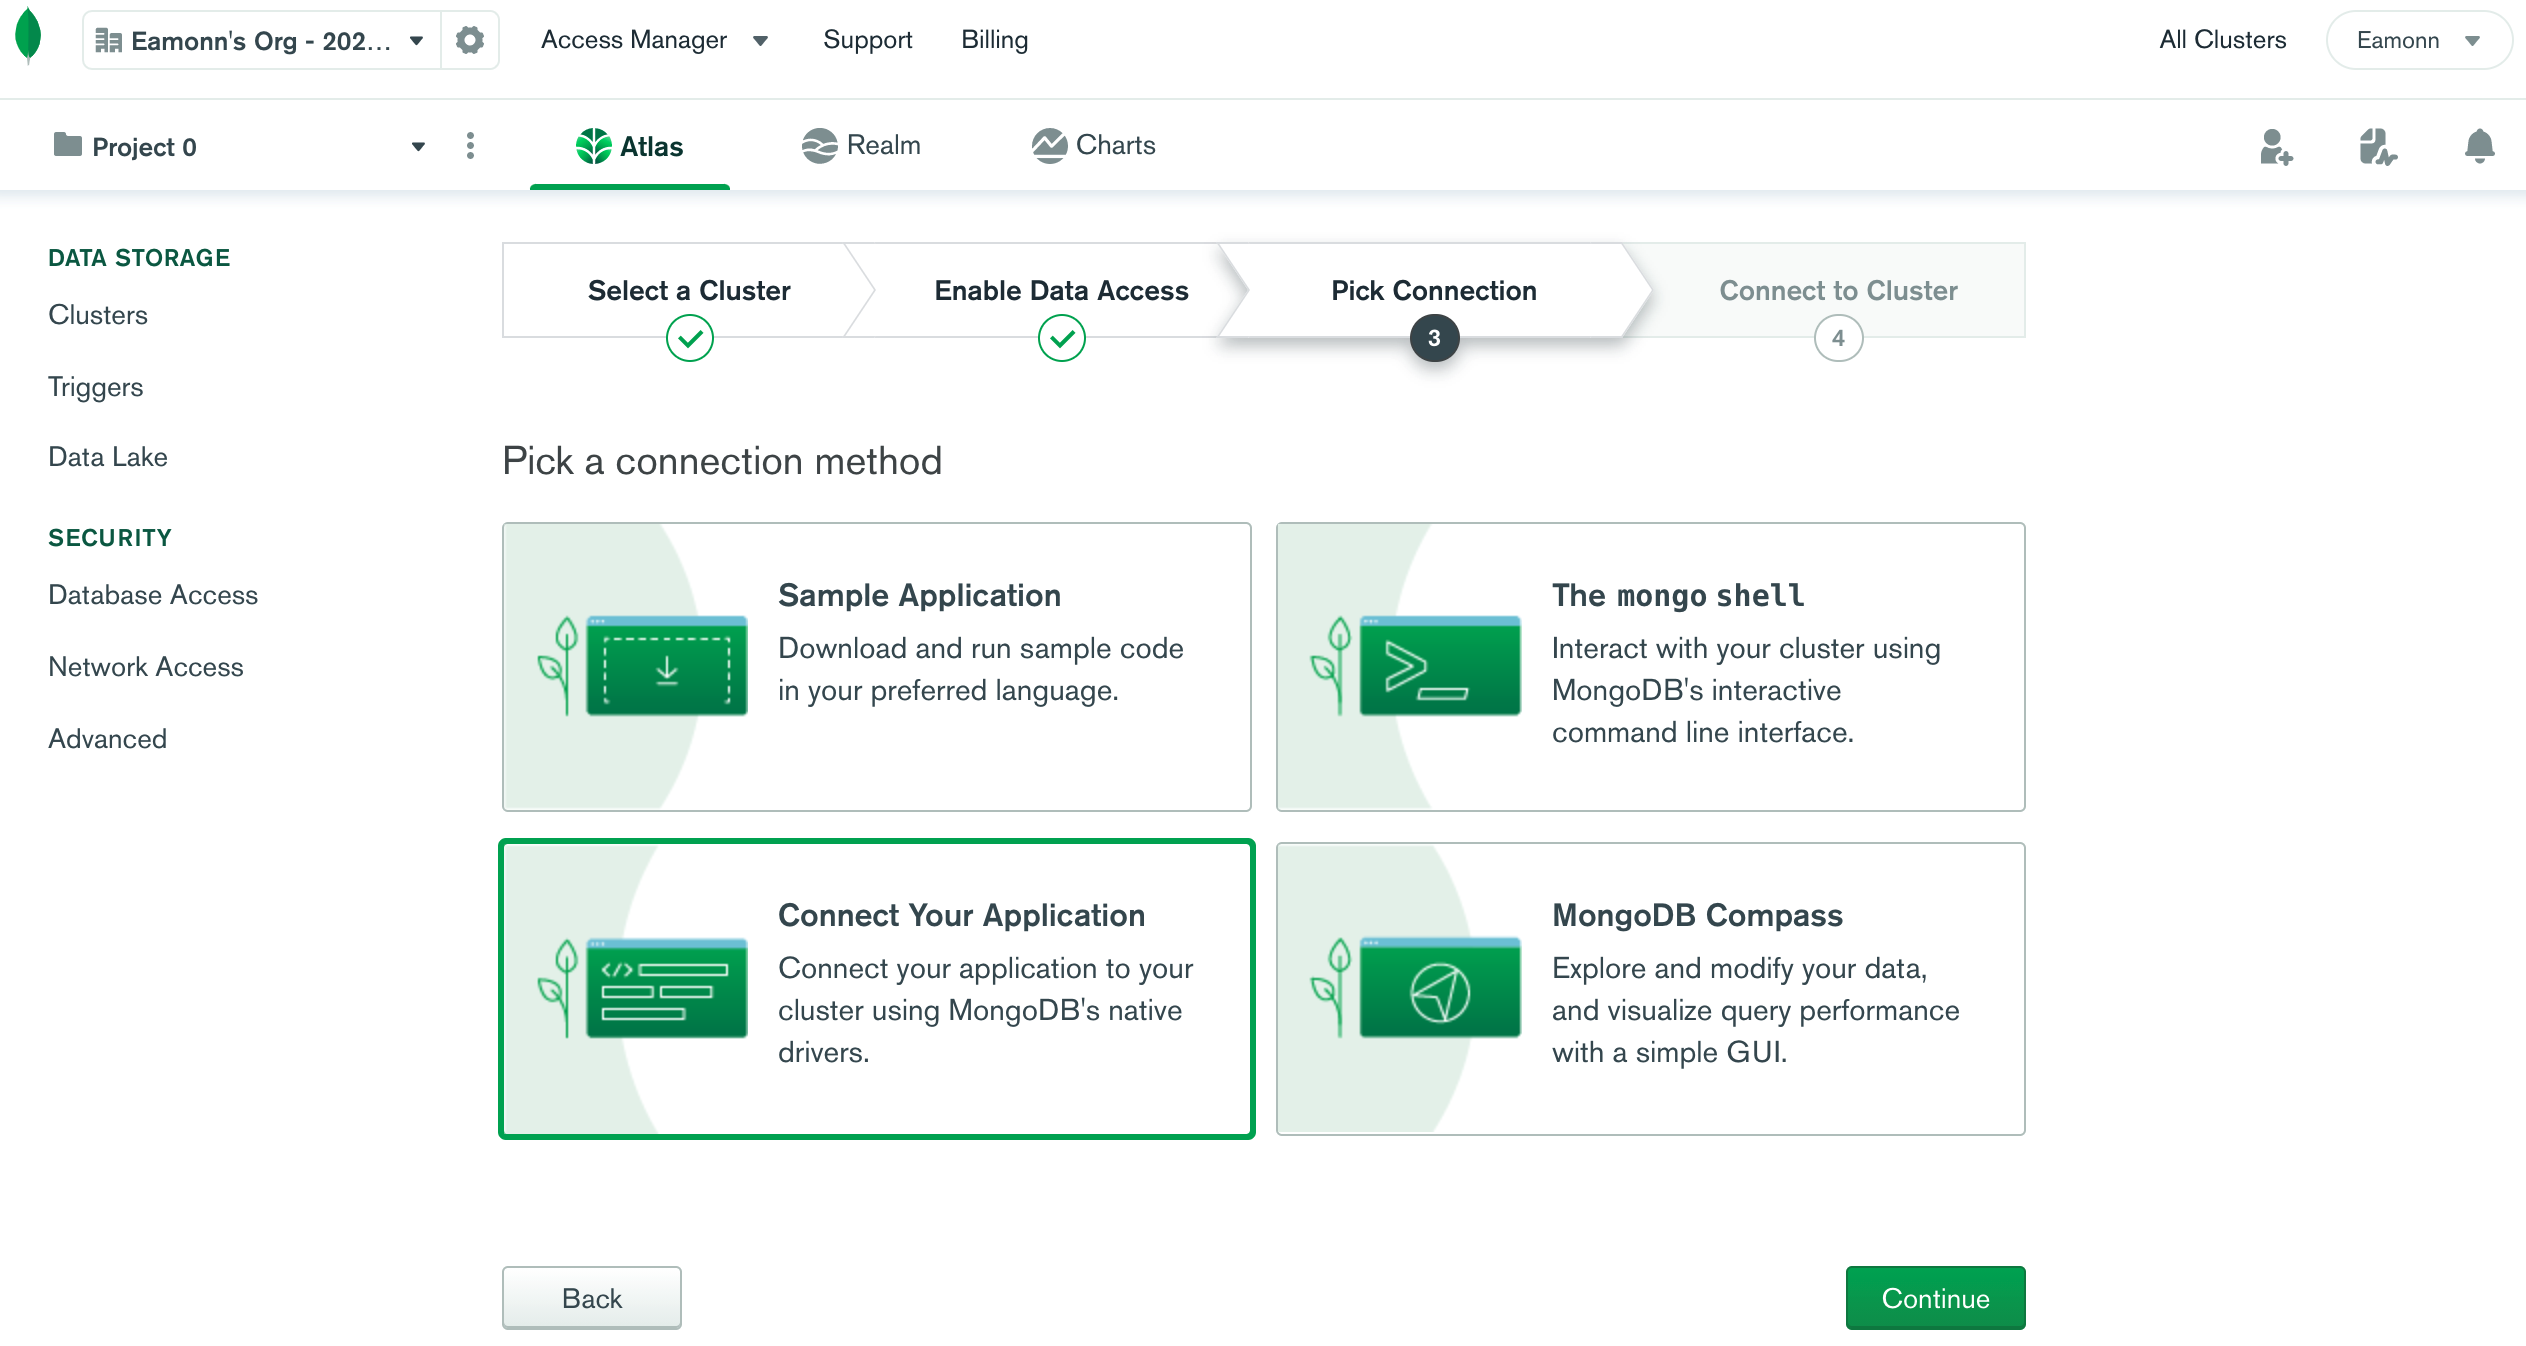 Eamonn's Org - 202...
Access Manager
Support
Billing
All Clusters
Eamonn
Project 0
Atlas
Realm
Charts
DATA STORAGE
Clusters
Triggers
Data Lake
SECURITY
Database Access
Network Access
Advanced
Select a Cluster
Enable Data Access
Pick Connection
3
Connect to Cluster
4
Pick a connection method
Sample Application
Download and run sample code
in your preferred language.
The mongo shell
Interact with your cluster using
MongoDB's interactive
command line interface.
Connect Your Application
Connect your application to your
cluster using MongoDB's native
drivers.
MongoDB Compass
Explore and modify your data,
and visualize query performance
with a simple GUI.
Back
Continue